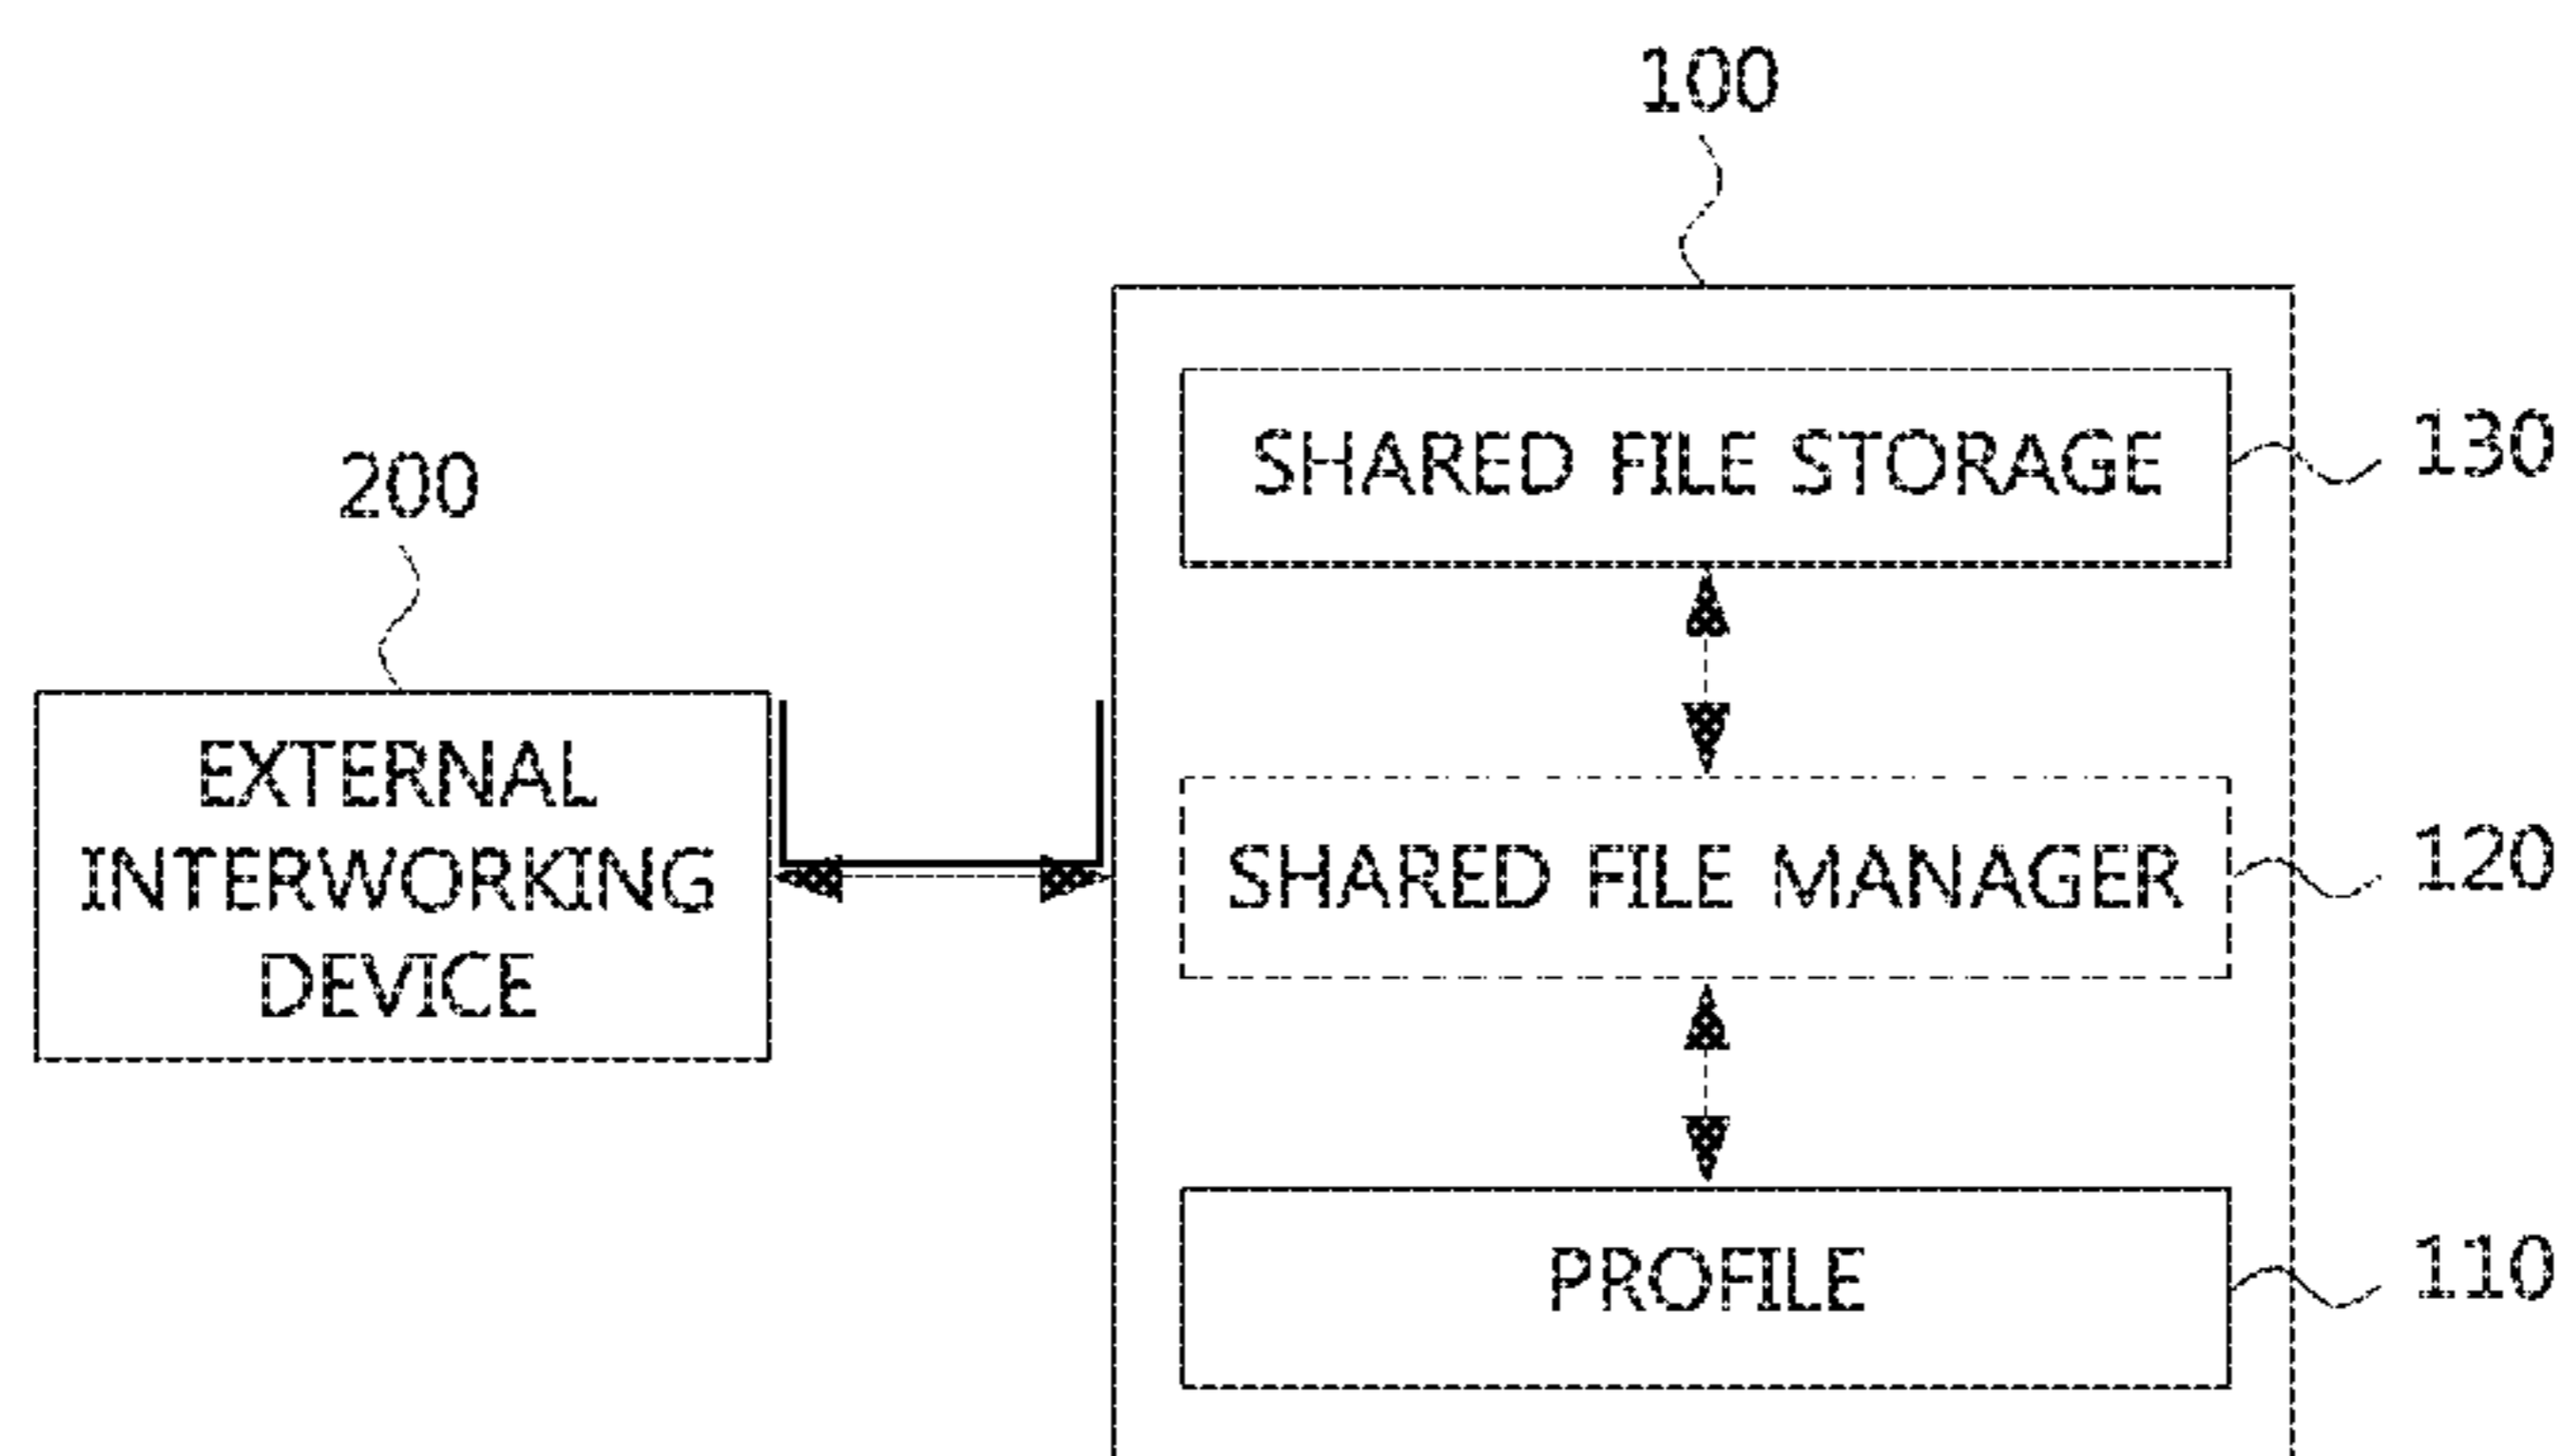 100
SHARED FILE STORAGE
130
200
EXTERNAL
INTERWORKING
DEVICE
SHARED FILE MANAGER
120
PROFILE
110